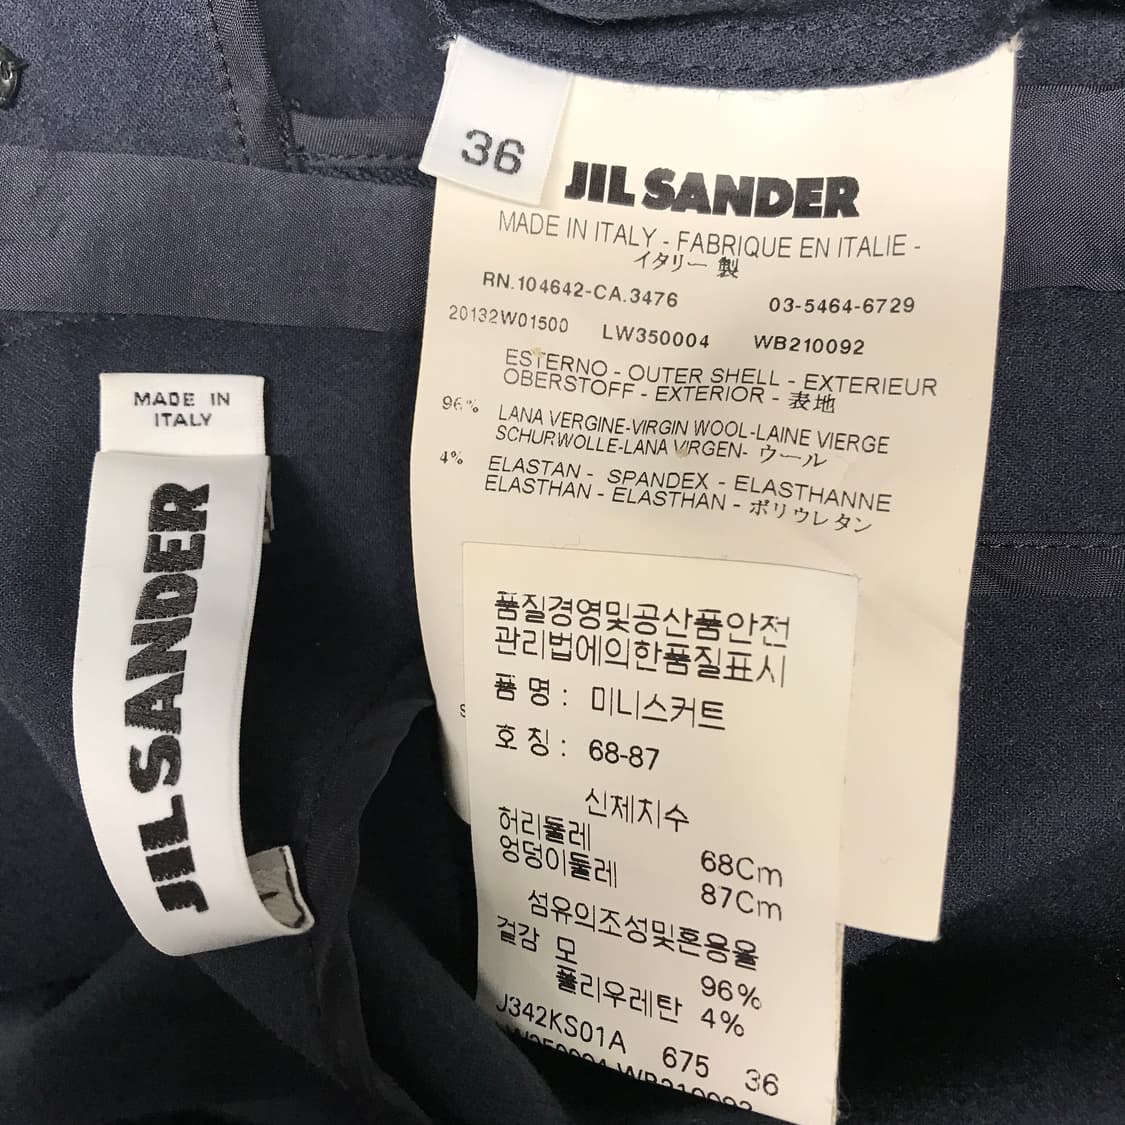 36
JIL SANDER
MADE IN ITALY - FABRIQUE EN ITALIE -
イタリー 製
RN.104642-CA.3476 03-5464-6729
20132W01500 LW350004 WB210092
ESTERNO - OUTER SHELL - EXTERIEUR
OBERSTOFF - EXTERIOR - 表地
96% LANA VERGINE-VIRGIN WOOL-LAINE VIERGE
SCHURWOLLE-LANA VIRGEN- ウール
4% ELASTAN - SPANDEX - ELASTHANNE
ELASTHAN - ELASTHAN - ポリウレタン
MADE IN
ITALY
JIL SANDER
품질경영및공산품안전
관리법에의한품질표시
품 명 : 미니스커트
호 칭 : 68-87
신제치수
허리둘레 68Cm
엉덩이둘레 87Cm
섬유의조성및혼용율
겉감 모 96%
폴리우레탄 4%
J342KS01A 675 36